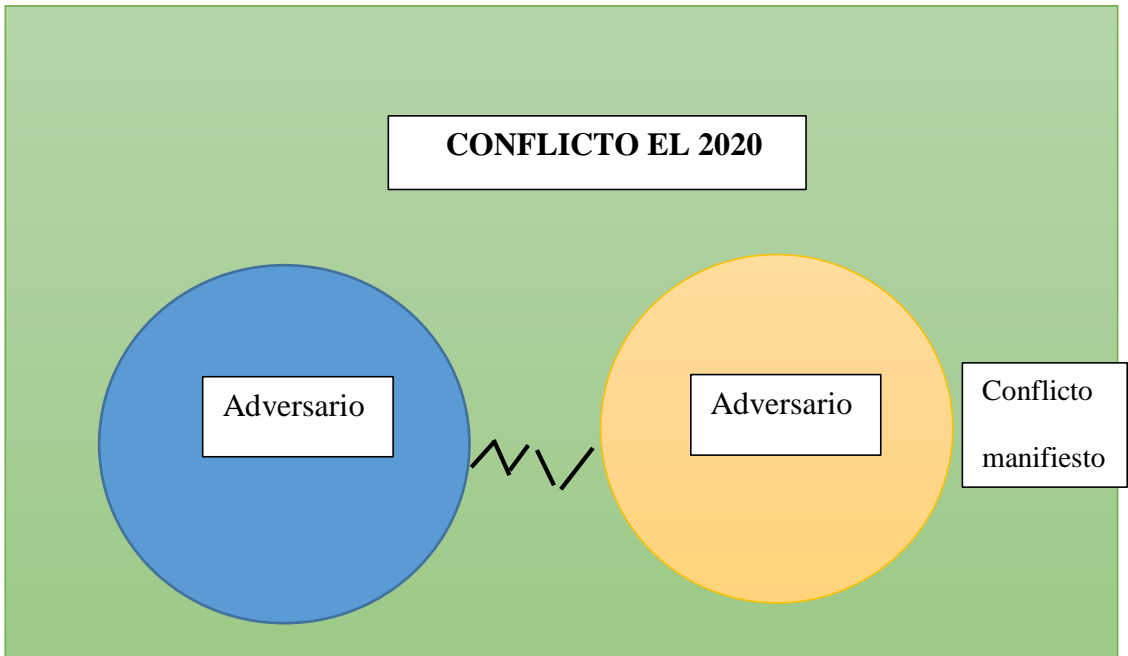 CONFLICTO EL 2020
Adversario
Adversario
Conflicto
manifiesto